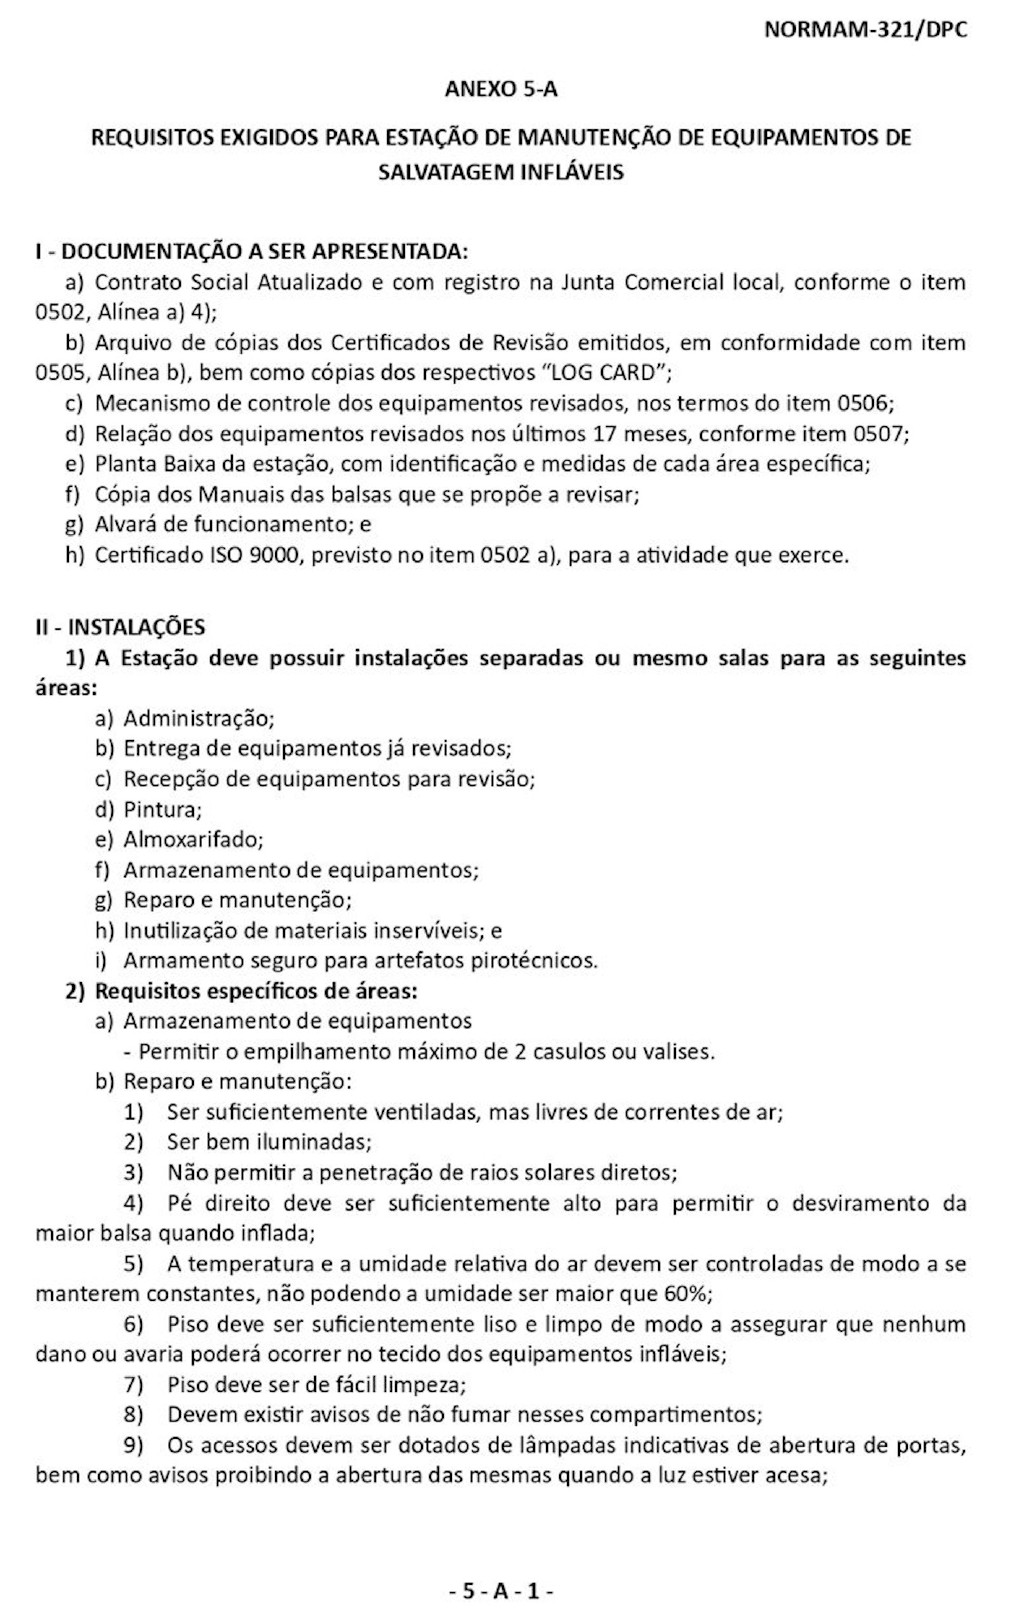 NORMAM-321/DPC
ANEXO 5-A
REQUISITOS EXIGIDOS PARA ESTAÇÃO DE MANUTENÇÃO DE EQUIPAMENTOS DE
SALVATAGEM INFLÁVEIS
I - DOCUMENTAÇÃO A SER APRESENTADA:
a) Contrato Social Atualizado e com registro na Junta Comercial local, conforme o item
0502, Alínea a) 4);
b) Arquivo de cópias dos Certificados de Revisão emitidos, em conformidade com item
0505, Alínea b), bem como cópias dos respectivos “LOG CARD”;
c) Mecanismo de controle dos equipamentos revisados, nos termos do item 0506;
d) Relação dos equipamentos revisados nos últimos 17 meses, conforme item 0507;
e) Planta Baixa da estação, com identificação e medidas de cada área específica;
f) Cópia dos Manuais das balsas que se propõe a revisar;
g) Alvará de funcionamento; e
h) Certificado ISO 9000, previsto no item 0502 a), para a atividade que exerce.
II - INSTALAÇÕES
1) A Estação deve possuir instalações separadas ou mesmo salas para as seguintes
áreas:
a) Administração;
b) Entrega de equipamentos já revisados;
c) Recepção de equipamentos para revisão;
d) Pintura;
e) Almoxarifado;
f) Armazenamento de equipamentos;
g) Reparo e manutenção;
h) Inutilização de materiais inservíveis; e
i) Armamento seguro para artefatos pirotécnicos.
2) Requisitos específicos de áreas:
a) Armazenamento de equipamentos
- Permitir o empilhamento máximo de 2 casulos ou valises.
b) Reparo e manutenção:
1) Ser suficientemente ventiladas, mas livres de correntes de ar;
2) Ser bem iluminadas;
3) Não permitir a penetração de raios solares diretos;
4) Pé direito deve ser suficientemente alto para permitir o desviramento da
maior balsa quando inflada;
5) A temperatura e a umidade relativa do ar devem ser controladas de modo a se
manterem constantes, não podendo a umidade ser maior que 60%;
6) Piso deve ser suficientemente liso e limpo de modo a assegurar que nenhum
dano ou avaria poderá ocorrer no tecido dos equipamentos infláveis;
7) Piso deve ser de fácil limpeza;
8) Devem existir avisos de não fumar nesses compartimentos;
9) Os acessos devem ser dotados de lâmpadas indicativas de abertura de portas,
bem como avisos proibindo a abertura das mesmas quando a luz estiver acesa;
- 5 - A - 1 -